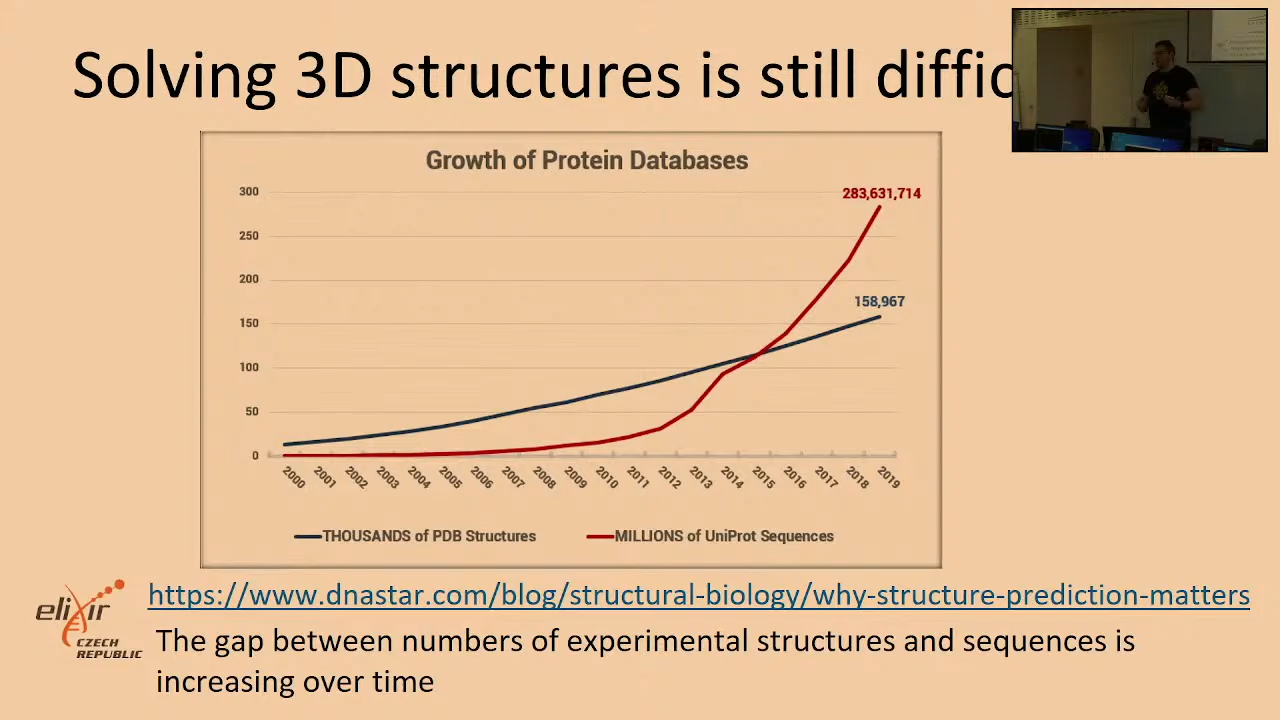 Solving 3D structures is still diffic
Growth of Protein Databases
300
250
200
150
100
50
0
283,631,714
158,967
2000 2001 2002 2003 2004 2005 2006 2007 2008 2009 2010 2011 2012 2013 2014 2015 2016 2017 2018 2019
THOUSANDS of PDB Structures MILLIONS of UniProt Sequences
https://www.dnastar.com/blog/structural-biology/why-structure-prediction-matters
elixir
CZECH
REPUBLIC
The gap between numbers of experimental structures and sequences is
increasing over time